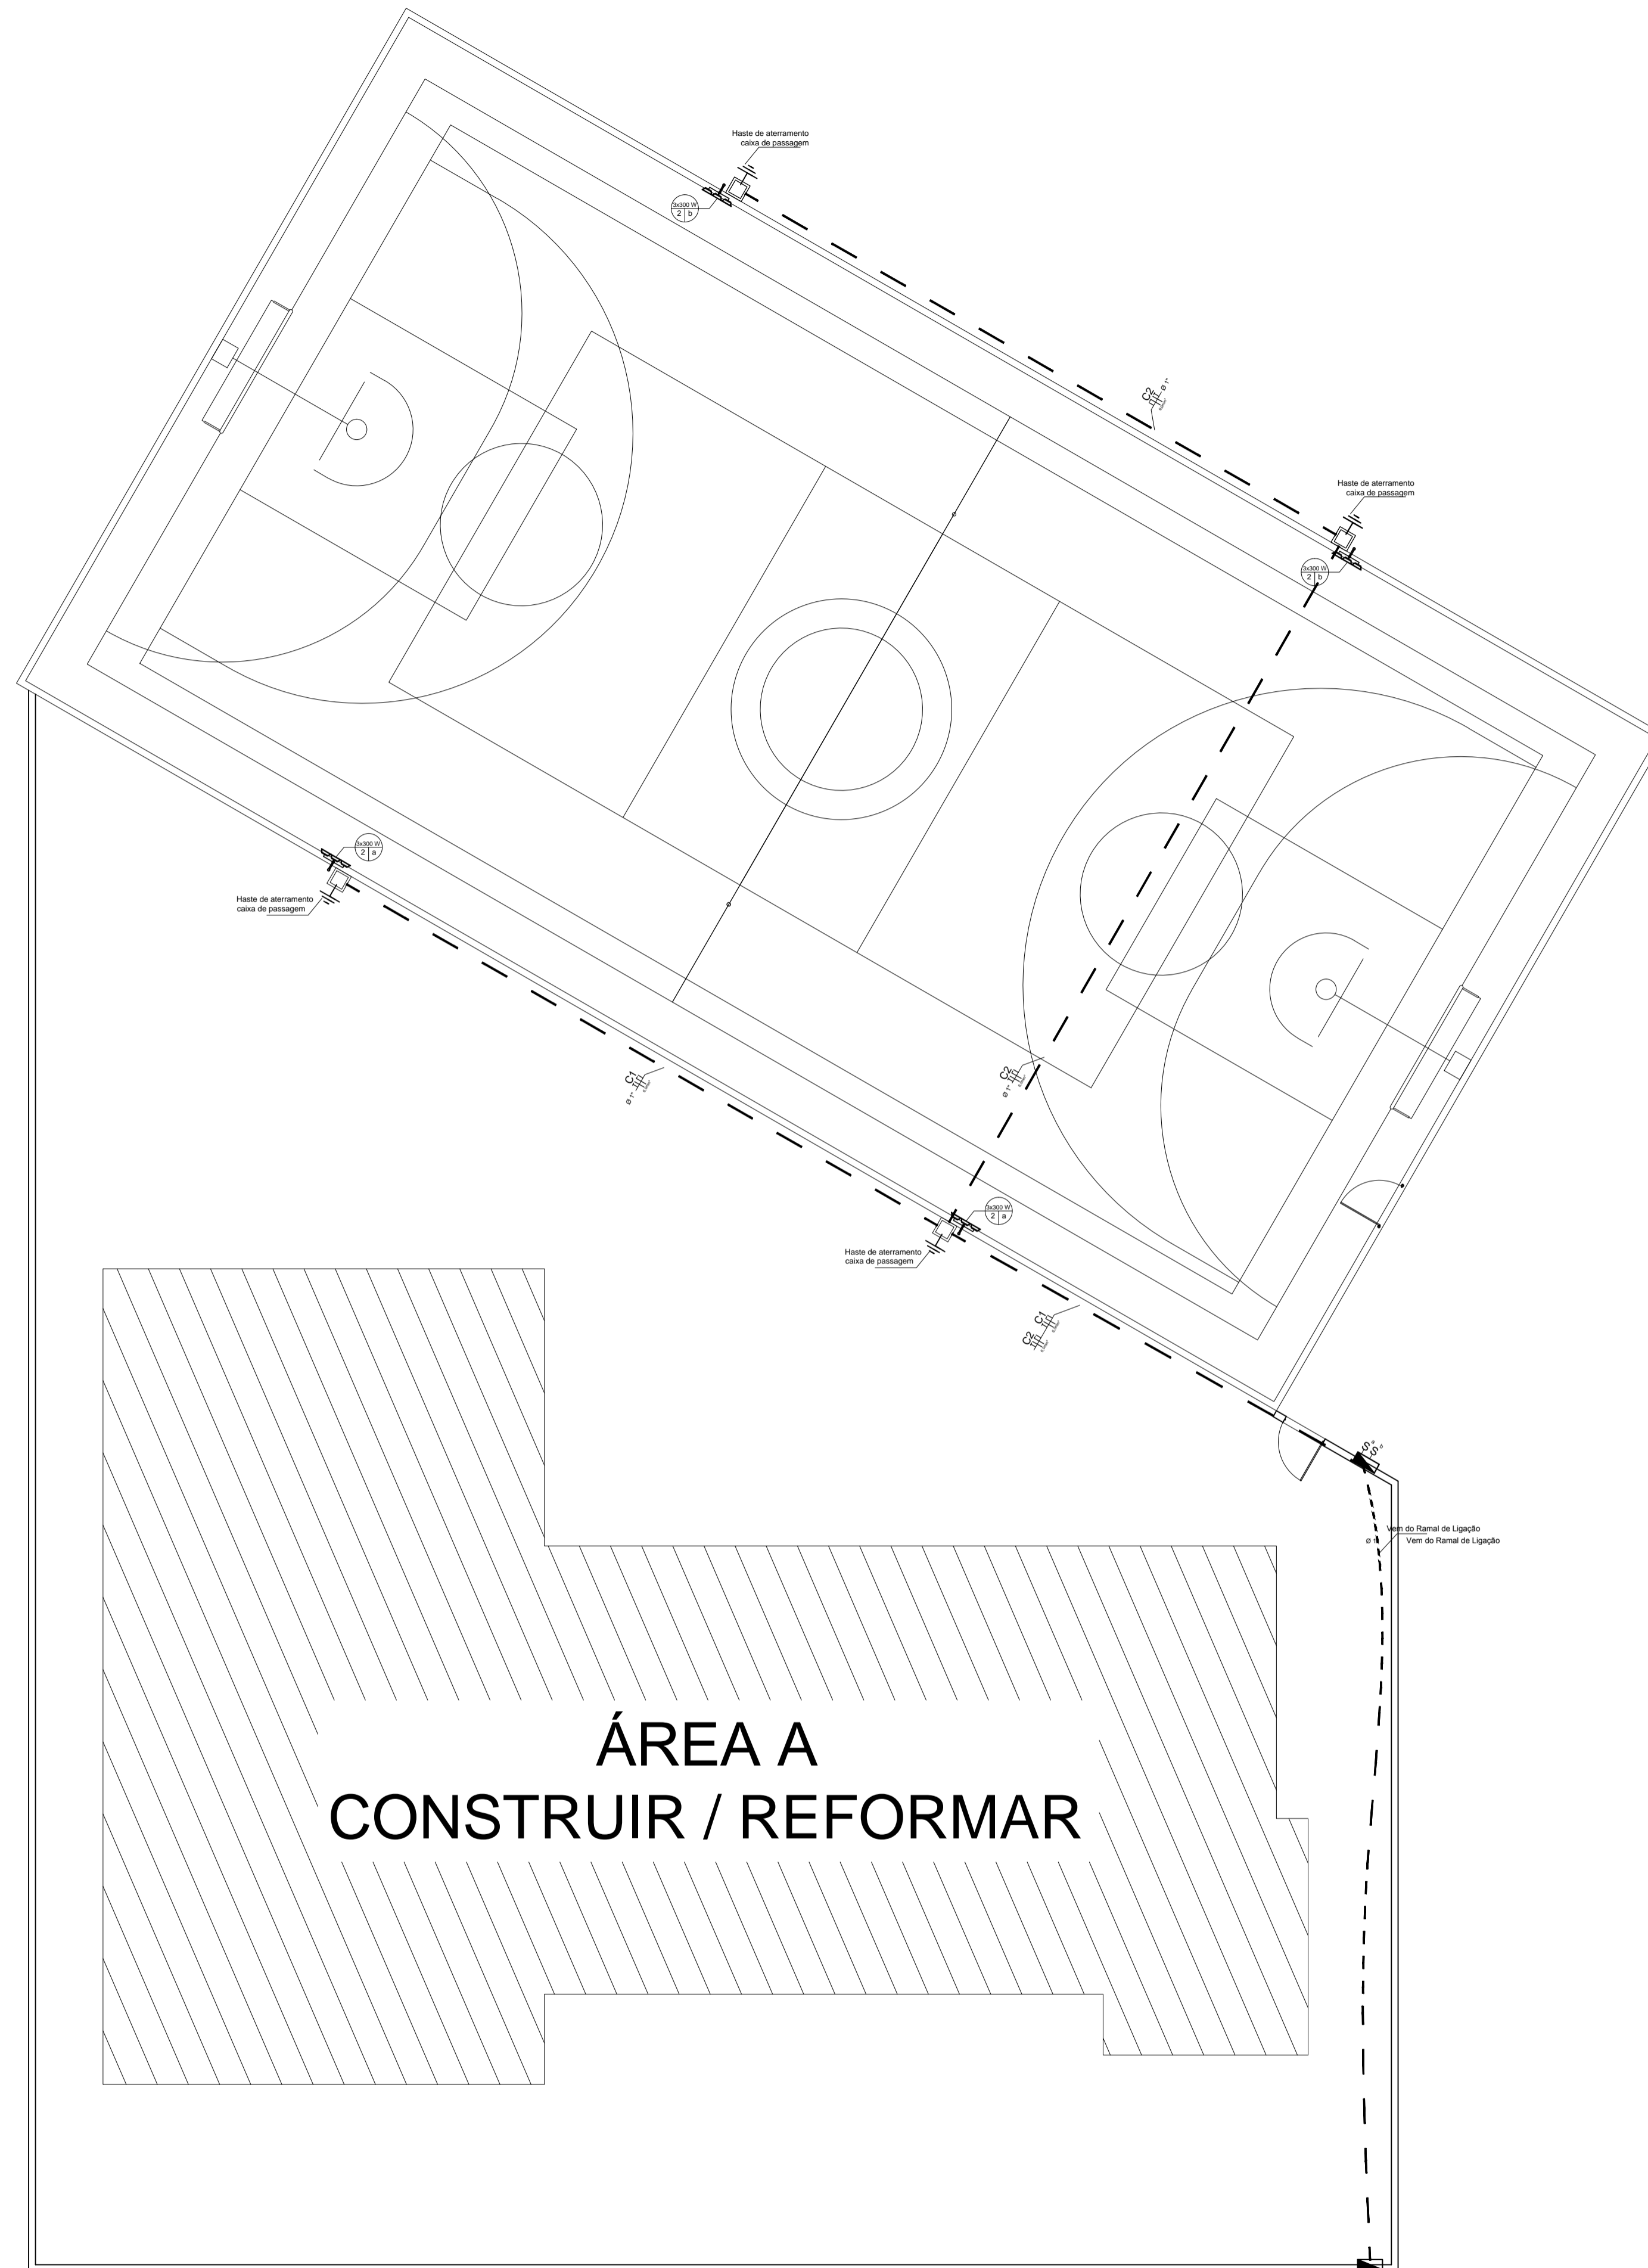 Haste de aterramento
caixa de passagem
3x300 W
2 b
C2
Ø 1"
Haste de aterramento
caixa de passagem
3x300 W
2 b
3x300 W
2 a
Haste de aterramento
caixa de passagem
C1
Ø 1"
C2
Ø 1"
3x300 W
2 a
Haste de aterramento
caixa de passagem
C1
C2
S a
S b
Vem do Ramal de Ligação
Vem do Ramal de Ligação
ÁREA A
CONSTRUIR / REFORMAR